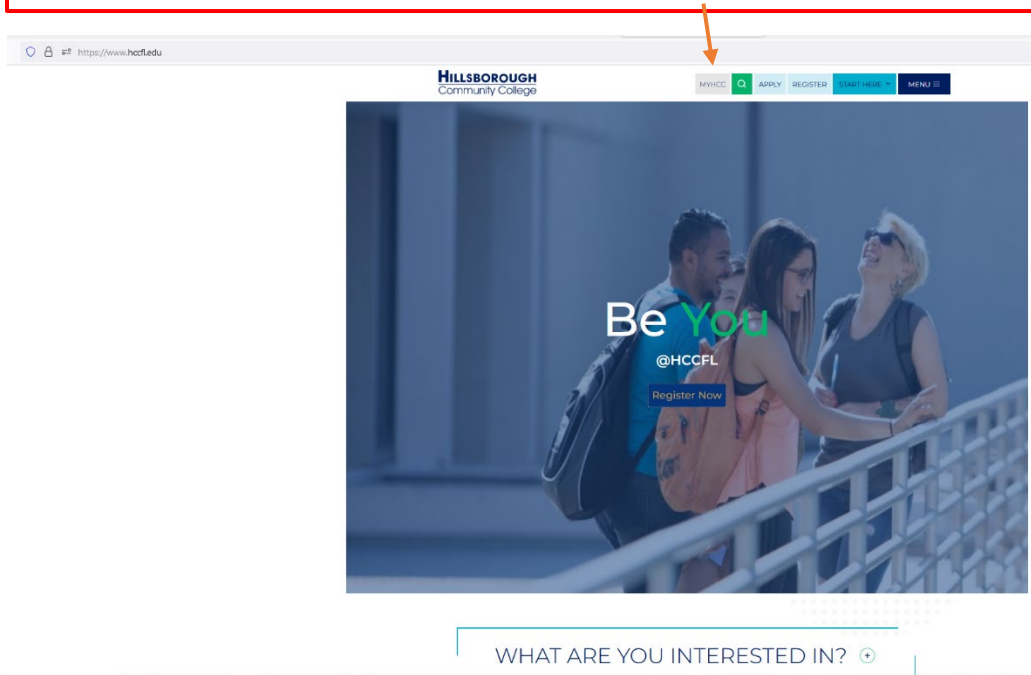 https://www.hccfl.edu
HILLSBOROUGH
Community College
MYHCC APPLY REGISTER START HERE MENU
Be You
@HCCFL
Register Now
WHAT ARE YOU INTERESTED IN?